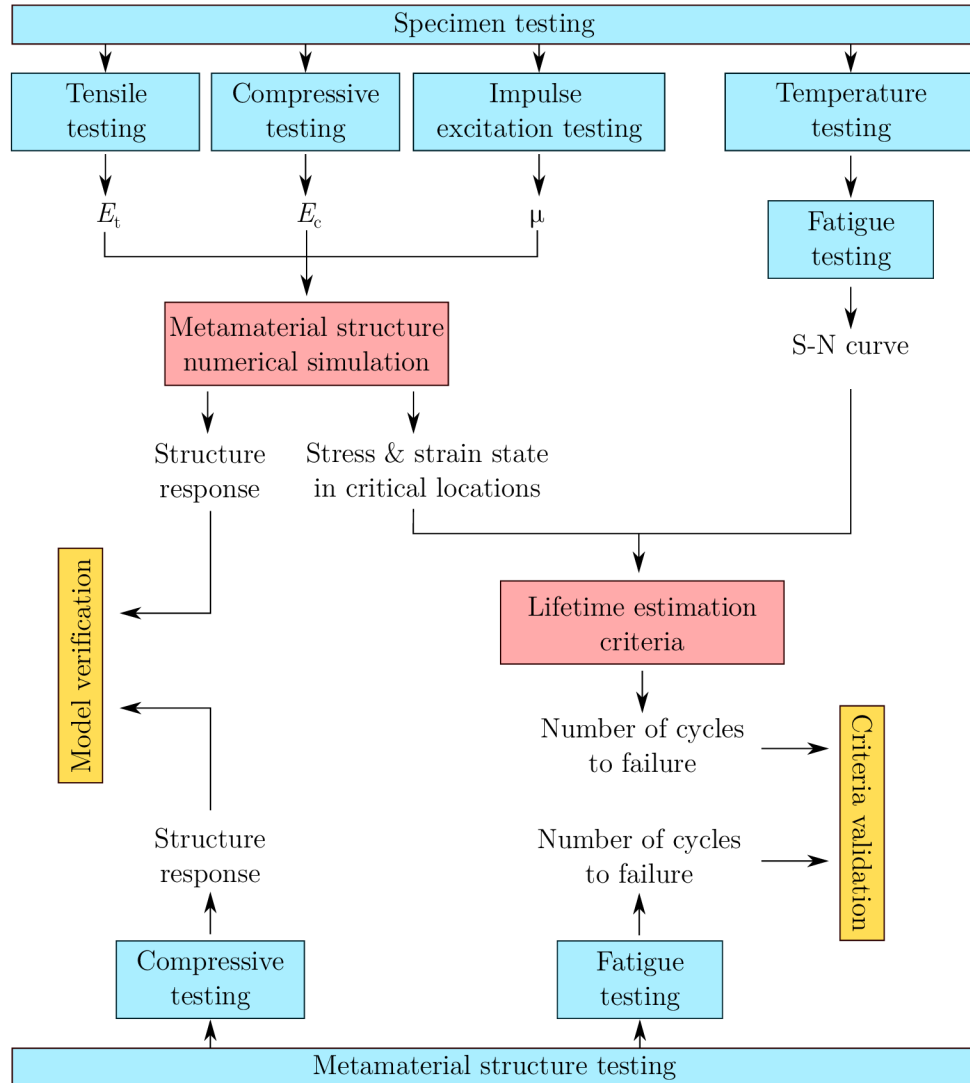 Specimen testing
Tensile
testing
Compressive
testing
Impulse
excitation testing
Temperature
testing
E_t
E_c
μ
Fatigue
testing
Metamaterial structure
numerical simulation
S-N curve
Structure
response
Stress & strain state
in critical locations
Model verification
Lifetime estimation
criteria
Number of cycles
to failure
Criteria validation
Structure
response
Number of cycles
to failure
Compressive
testing
Fatigue
testing
Metamaterial structure testing